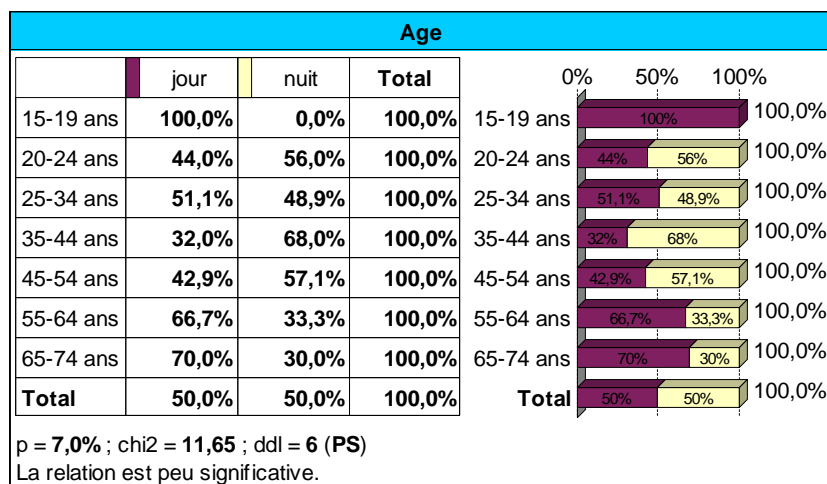 Age
jour nuit Total
15-19 ans 100,0% 0,0% 100,0%
20-24 ans 44,0% 56,0% 100,0%
25-34 ans 51,1% 48,9% 100,0%
35-44 ans 32,0% 68,0% 100,0%
45-54 ans 42,9% 57,1% 100,0%
55-64 ans 66,7% 33,3% 100,0%
65-74 ans 70,0% 30,0% 100,0%
Total 50,0% 50,0% 100,0%
0% 50% 100%
15-19 ans 100% 100,0%
20-24 ans 44% 56% 100,0%
25-34 ans 51,1% 48,9% 100,0%
35-44 ans 32% 68% 100,0%
45-54 ans 42,9% 57,1% 100,0%
55-64 ans 66,7% 33,3% 100,0%
65-74 ans 70% 30% 100,0%
Total 50% 50% 100,0%
p = 7,0% ; chi2 = 11,65 ; ddl = 6 (PS)
La relation est peu significative.